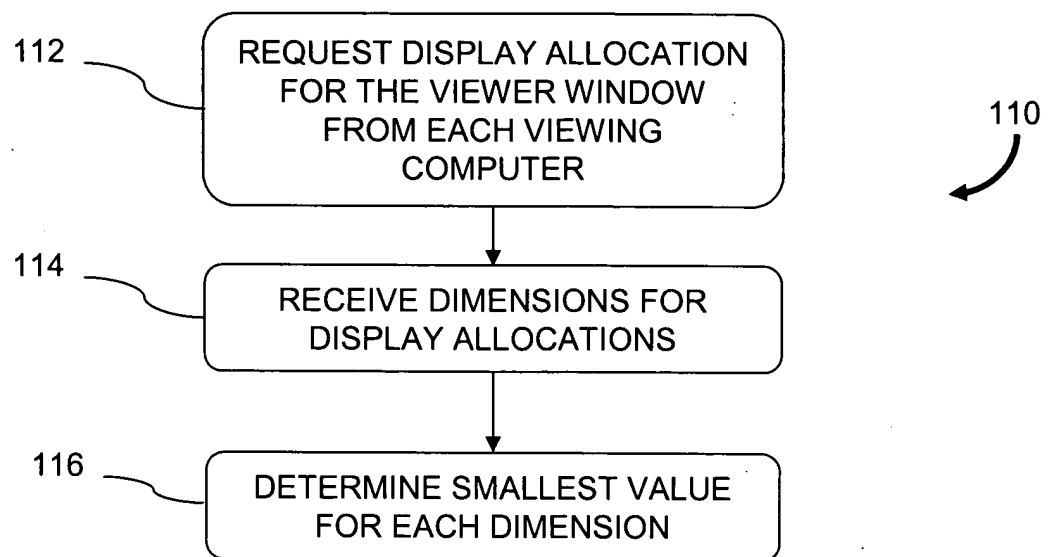 112
REQUEST DISPLAY ALLOCATION
FOR THE VIEWER WINDOW
FROM EACH VIEWING
COMPUTER
110
114
RECEIVE DIMENSIONS FOR
DISPLAY ALLOCATIONS
116
DETERMINE SMALLEST VALUE
FOR EACH DIMENSION